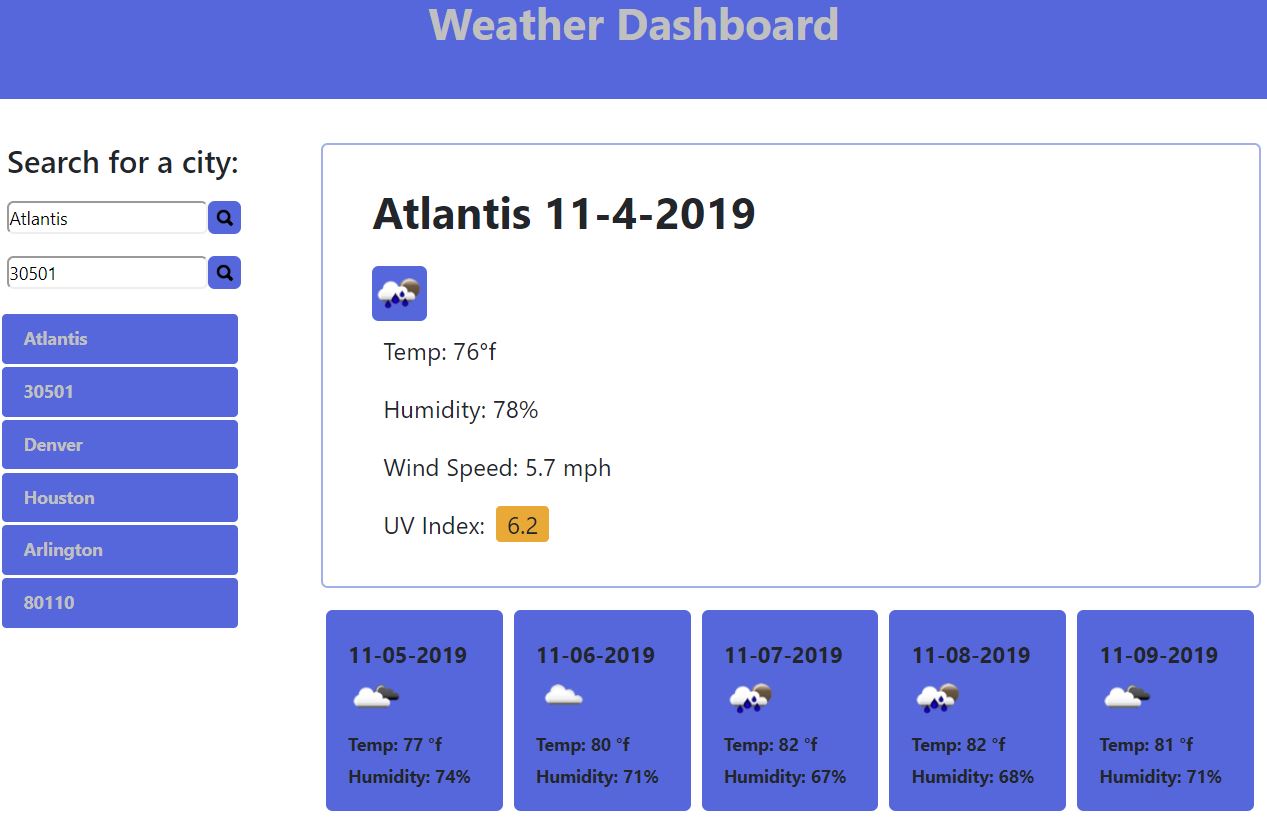 Weather Dashboard
Search for a city:
Atlantis
30501
Atlantis
30501
Denver
Houston
Arlington
80110
Atlantis 11-4-2019
Temp: 76°f
Humidity: 78%
Wind Speed: 5.7 mph
UV Index: 6.2
11-05-2019
Temp: 77 °f
Humidity: 74%
11-06-2019
Temp: 80 °f
Humidity: 71%
11-07-2019
Temp: 82 °f
Humidity: 67%
11-08-2019
Temp: 82 °f
Humidity: 68%
11-09-2019
Temp: 81 °f
Humidity: 71%